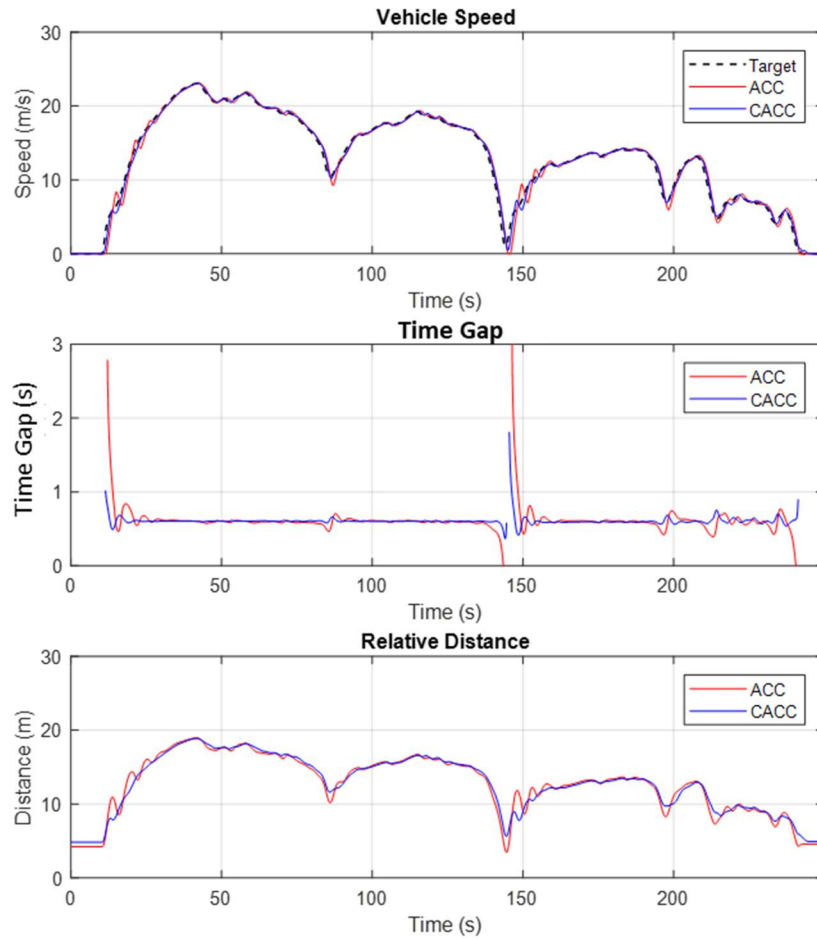 Vehicle Speed
30
20
10
0
Speed (m/s)
Target
ACC
CACC
0
50
100
150
200
Time (s)
Time Gap
3
2
1
0
Time Gap (s)
ACC
CACC
0
50
100
150
200
Time (s)
Relative Distance
30
20
10
0
Distance (m)
ACC
CACC
0
50
100
150
200
Time (s)